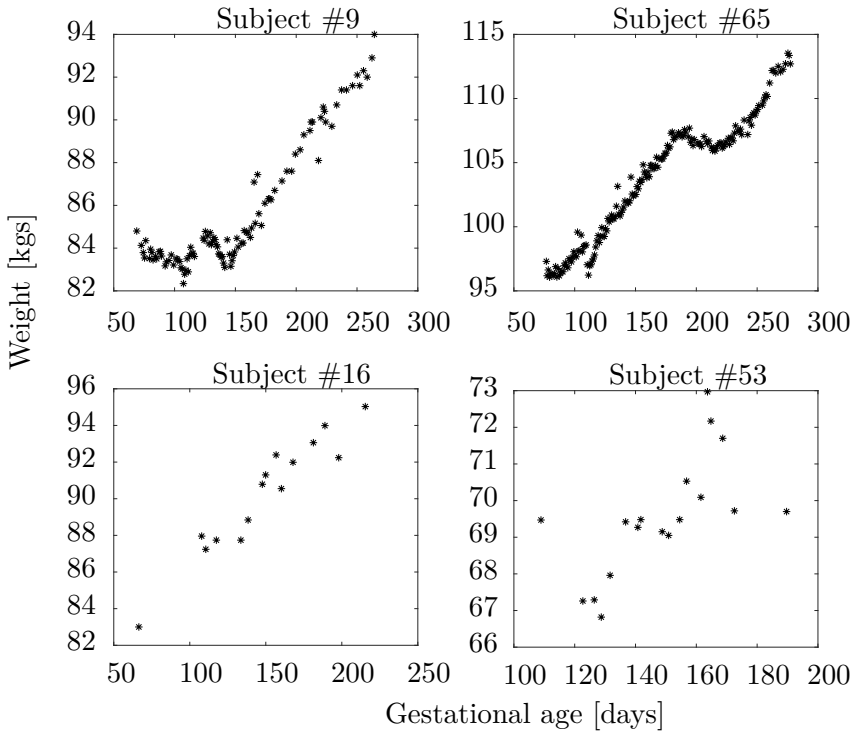 Subject #9
Subject #65
94
92
90
88
86
84
82
50 100 150 200 250 300
115
110
105
100
95
50 100 150 200 250 300
Weight [kgs]
Subject #16
Subject #53
96
94
92
90
88
86
84
82
50 100 150 200 250
73
72
71
70
69
68
67
66
100 120 140 160 180 200
Gestational age [days]